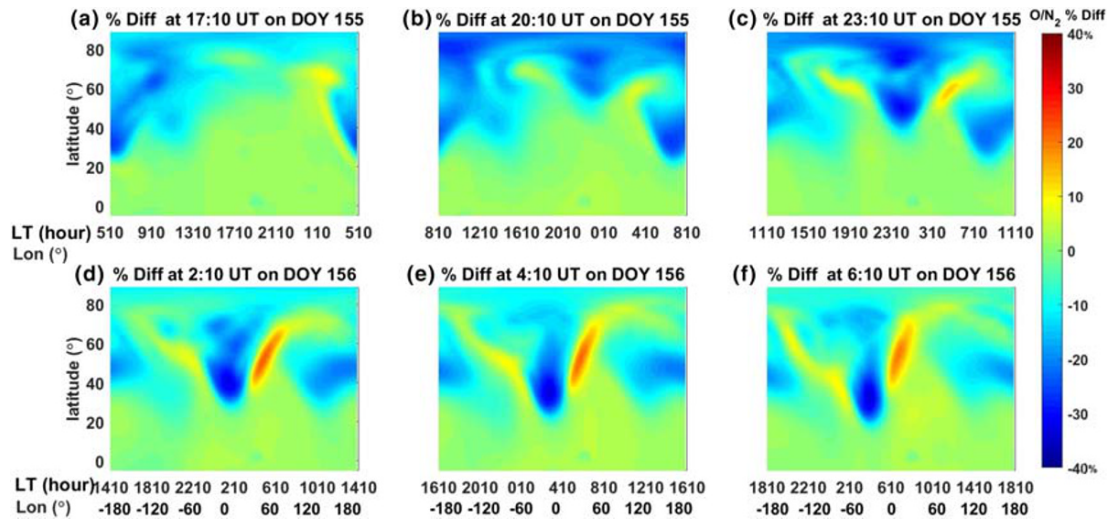 (a) % Diff at 17:10 UT on DOY 155
(b) % Diff at 20:10 UT on DOY 155
(c) % Diff at 23:10 UT on DOY 155
O/N2 % Diff
latitude (°)
80
60
40
20
0
LT (hour) 510 910 1310 1710 2110 110 510
810 1210 1610 2010 010 410 810
1110 1510 1910 2310 310 710 1110
Lon (°)
(d) % Diff at 2:10 UT on DOY 156
(e) % Diff at 4:10 UT on DOY 156
(f) % Diff at 6:10 UT on DOY 156
latitude (°)
80
60
40
20
0
LT (hour) 1410 1810 2210 210 610 1010 1410
1610 2010 010 410 810 1210 1610
1810 2210 210 610 1010 1410 1810
Lon (°) -180 -120 -60 0 60 120 180
-180 -120 -60 0 60 120 180
-180 -120 -60 0 60 120 180
40%
30
20
10
0
-10
-20
-30
-40%